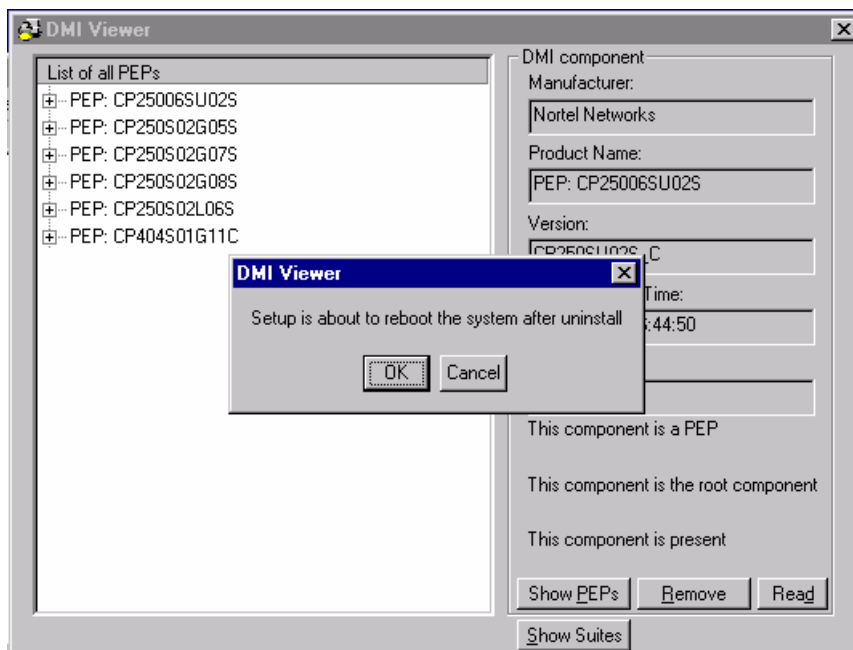 DMI Viewer
List of all PEPs
PEP: CP25006SU02S
PEP: CP250S02G05S
PEP: CP250S02G07S
PEP: CP250S02G08S
PEP: CP250S02L06S
PEP: CP404S01G11C
DMI component
Manufacturer:
Nortel Networks
Product Name:
PEP: CP25006SU02S
Version:
CP250SU02S_C
Time:
:44:50
This component is a PEP
This component is the root component
This component is present
Show PEPs
Remove
Read
Show Suites
DMI Viewer
Setup is about to reboot the system after uninstall
OK
Cancel